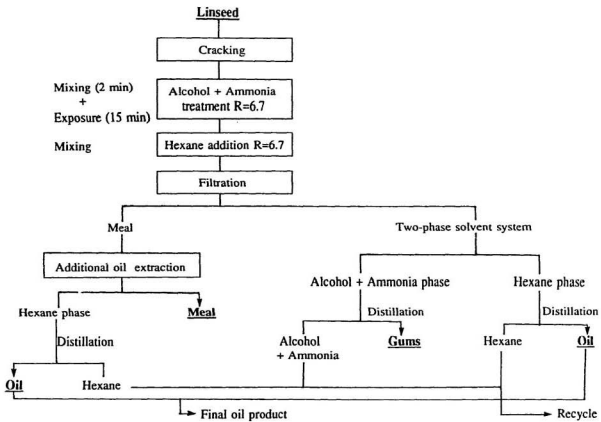 Linseed
Cracking
Mixing (2 min)
+
Exposure (15 min)
Alcohol + Ammonia
treatment R=6.7
Mixing
Hexane addition R=6.7
Filtration
Meal
Two-phase solvent system
Additional oil extraction
Alcohol + Ammonia phase
Hexane phase
Hexane phase
Meal
Distillation
Distillation
Distillation
Alcohol
+ Ammonia
Gums
Hexane
Oil
Oil
Hexane
Final oil product
Recycle